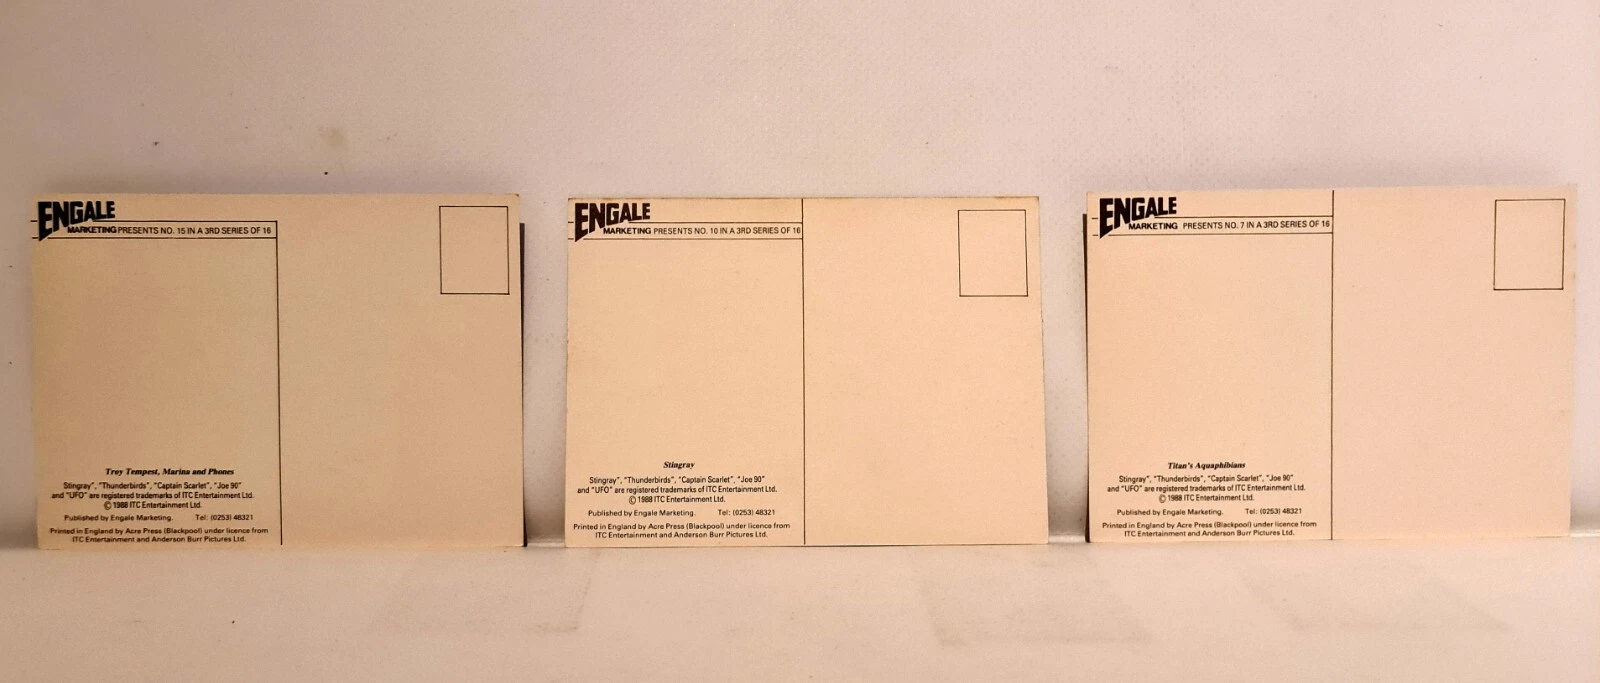 ENGALE
MARKETING PRESENTS NO. 15 IN A 3RD SERIES OF 16
Troy Tempest, Marina and Phones
Stingray”, “Thunderbirds”, “Captain Scarlet”, “Joe 90”
and “UFO” are registered trademarks of ITC Entertainment Ltd.
© 1988 ITC Entertainment Ltd.
Published by Engale Marketing. Tel: (0253) 48321
Printed in England by Acre Press (Blackpool) under licence from
ITC Entertainment and Anderson Burr Pictures Ltd.
ENGALE
MARKETING PRESENTS NO. 10 IN A 3RD SERIES OF 16
Stingray
Stingray”, “Thunderbirds”, “Captain Scarlet”, “Joe 90”
and “UFO” are registered trademarks of ITC Entertainment Ltd.
© 1988 ITC Entertainment Ltd.
Published by Engale Marketing. Tel: (0253) 48321
Printed in England by Acre Press (Blackpool) under licence from
ITC Entertainment and Anderson Burr Pictures Ltd.
ENGALE
MARKETING PRESENTS NO. 7 IN A 3RD SERIES OF 16
Titan's Aquaphibians
Stingray”, “Thunderbirds”, “Captain Scarlet”, “Joe 90”
and “UFO” are registered trademarks of ITC Entertainment Ltd.
© 1988 ITC Entertainment Ltd.
Published by Engale Marketing. Tel: (0253) 48321
Printed in England by Acre Press (Blackpool) under licence from
ITC Entertainment and Anderson Burr Pictures Ltd.